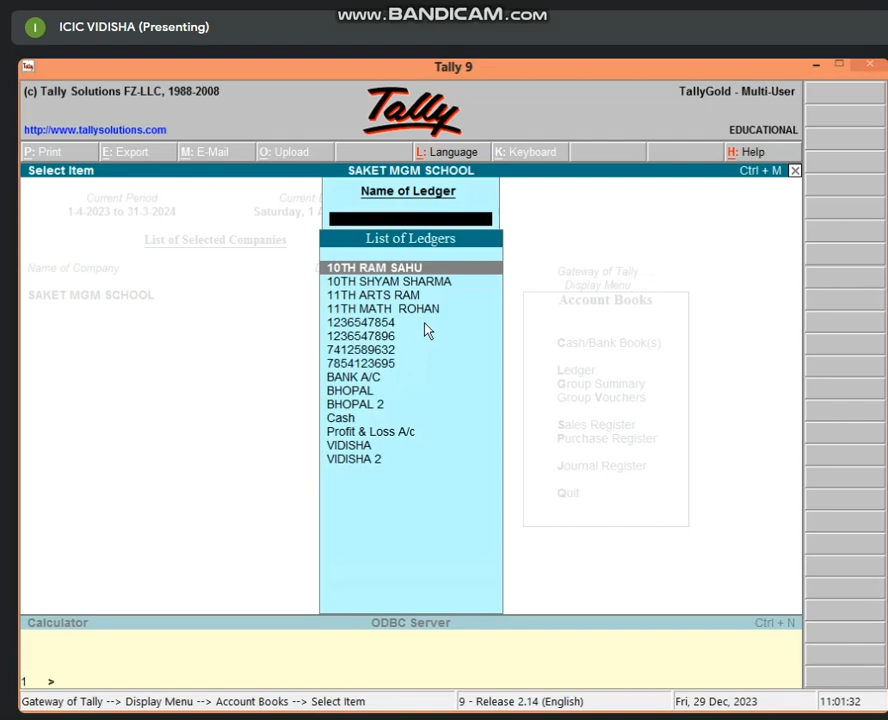 www.BANDICAM.com
I ICIC VIDISHA (Presenting)
Tally Tally 9
(c) Tally Solutions FZ-LLC, 1988-2008 Tally TallyGold - Multi-User
http://www.tallysolutions.com EDUCATIONAL
P: Print E: Export M: E-Mail O: Upload L: Language K: Keyboard H: Help
Select Item SAKET MGM SCHOOL Ctrl + M
Current Period
1-4-2023 to 31-3-2024
Saturday, 1
List of Selected Companies
Name of Company
SAKET MGM SCHOOL
Name of Ledger
List of Ledgers
10TH RAM SAHU
10TH SHYAM SHARMA
11TH ARTS RAM
11TH MATH ROHAN
1236547854
1236547896
7412589632
7854123695
BANK A/C
BHOPAL
BHOPAL 2
Cash
Profit & Loss A/c
VIDISHA
VIDISHA 2
Gateway of Tally ....
Display Menu ....
Account Books
Cash/Bank Book(s)
Ledger
Group Summary
Group Vouchers
Sales Register
Purchase Register
Journal Register
Quit
Calculator ODBC Server Ctrl + N
1 >
Gateway of Tally --> Display Menu --> Account Books --> Select Item 9 - Release 2.14 (English) Fri, 29 Dec, 2023 11:01:32